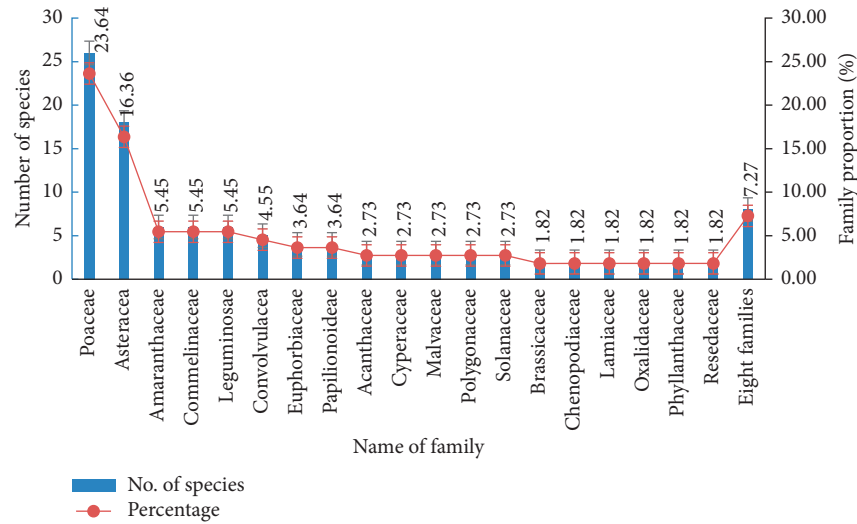 Number of species
30
25
20
15
10
5
0
23.64
16.36
5.45
5.45
5.45
4.55
3.64
3.64
2.73
2.73
2.73
2.73
2.73
1.82
1.82
1.82
1.82
1.82
1.82
7.27
30.00
25.00
20.00
15.00
10.00
5.00
0.00
Family proportion (%)
Poaceae
Asteracea
Amaranthaceae
Commelinaceae
Leguminosae
Convolvulacea
Euphorbiaceae
Papilionoideae
Acanthaceae
Cyperaceae
Malvaceae
Polygonaceae
Solanaceae
Brassicaceae
Chenopodiaceae
Lamiaceae
Oxalidaceae
Phyllanthaceae
Resedaceae
Eight families
Name of family
No. of species
Percentage